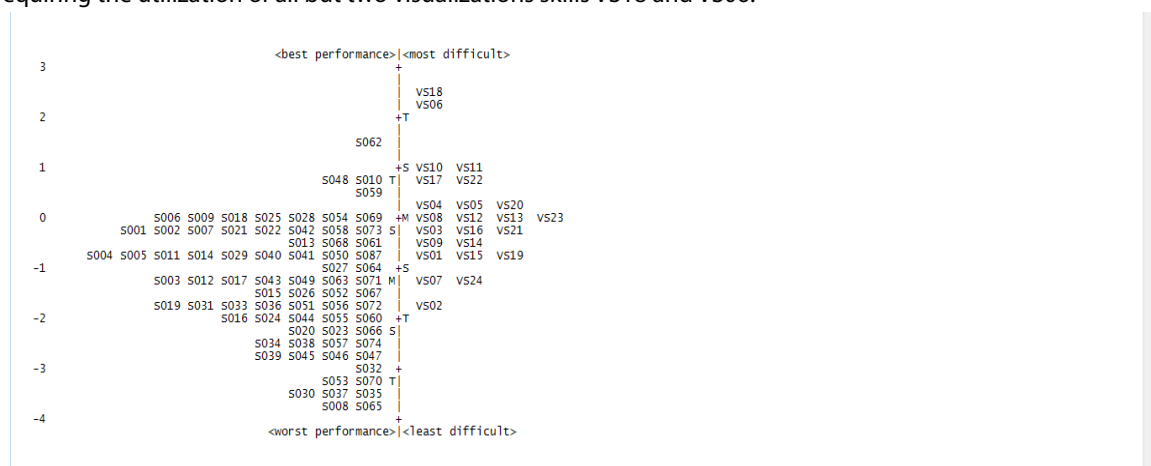 equiring the utilization of all but two visualizations skills VS18 and VS06.
<best performance>|<most difficult>
3 +
|
| VS18
| VS06
2 +T
|
S062 |
|
1 +S VS10 VS11
S048 S010 T| VS17 VS22
S059 |
| VS04 VS05 VS20
0 S006 S009 S018 S025 S028 S054 S069 +M VS08 VS12 VS13 VS23
S001 S002 S007 S021 S022 S042 S058 S073 S| VS03 VS16 VS21
S013 S068 S061 | VS09 VS14
S004 S005 S011 S014 S029 S040 S041 S050 S087 | VS01 VS15 VS19
-1 S027 S064 +S
S003 S012 S017 S043 S049 S063 S071 M| VS07 VS24
S015 S026 S052 S067 |
S019 S031 S033 S036 S051 S056 S072 | VS02
-2 S016 S024 S044 S055 S060 +T
S020 S023 S066 S|
S034 S038 S057 S074 |
S039 S045 S046 S047 |
-3 S032 +
S053 S070 T|
S030 S037 S035 |
S008 S065 |
-4 +
<worst performance>|<least difficult>